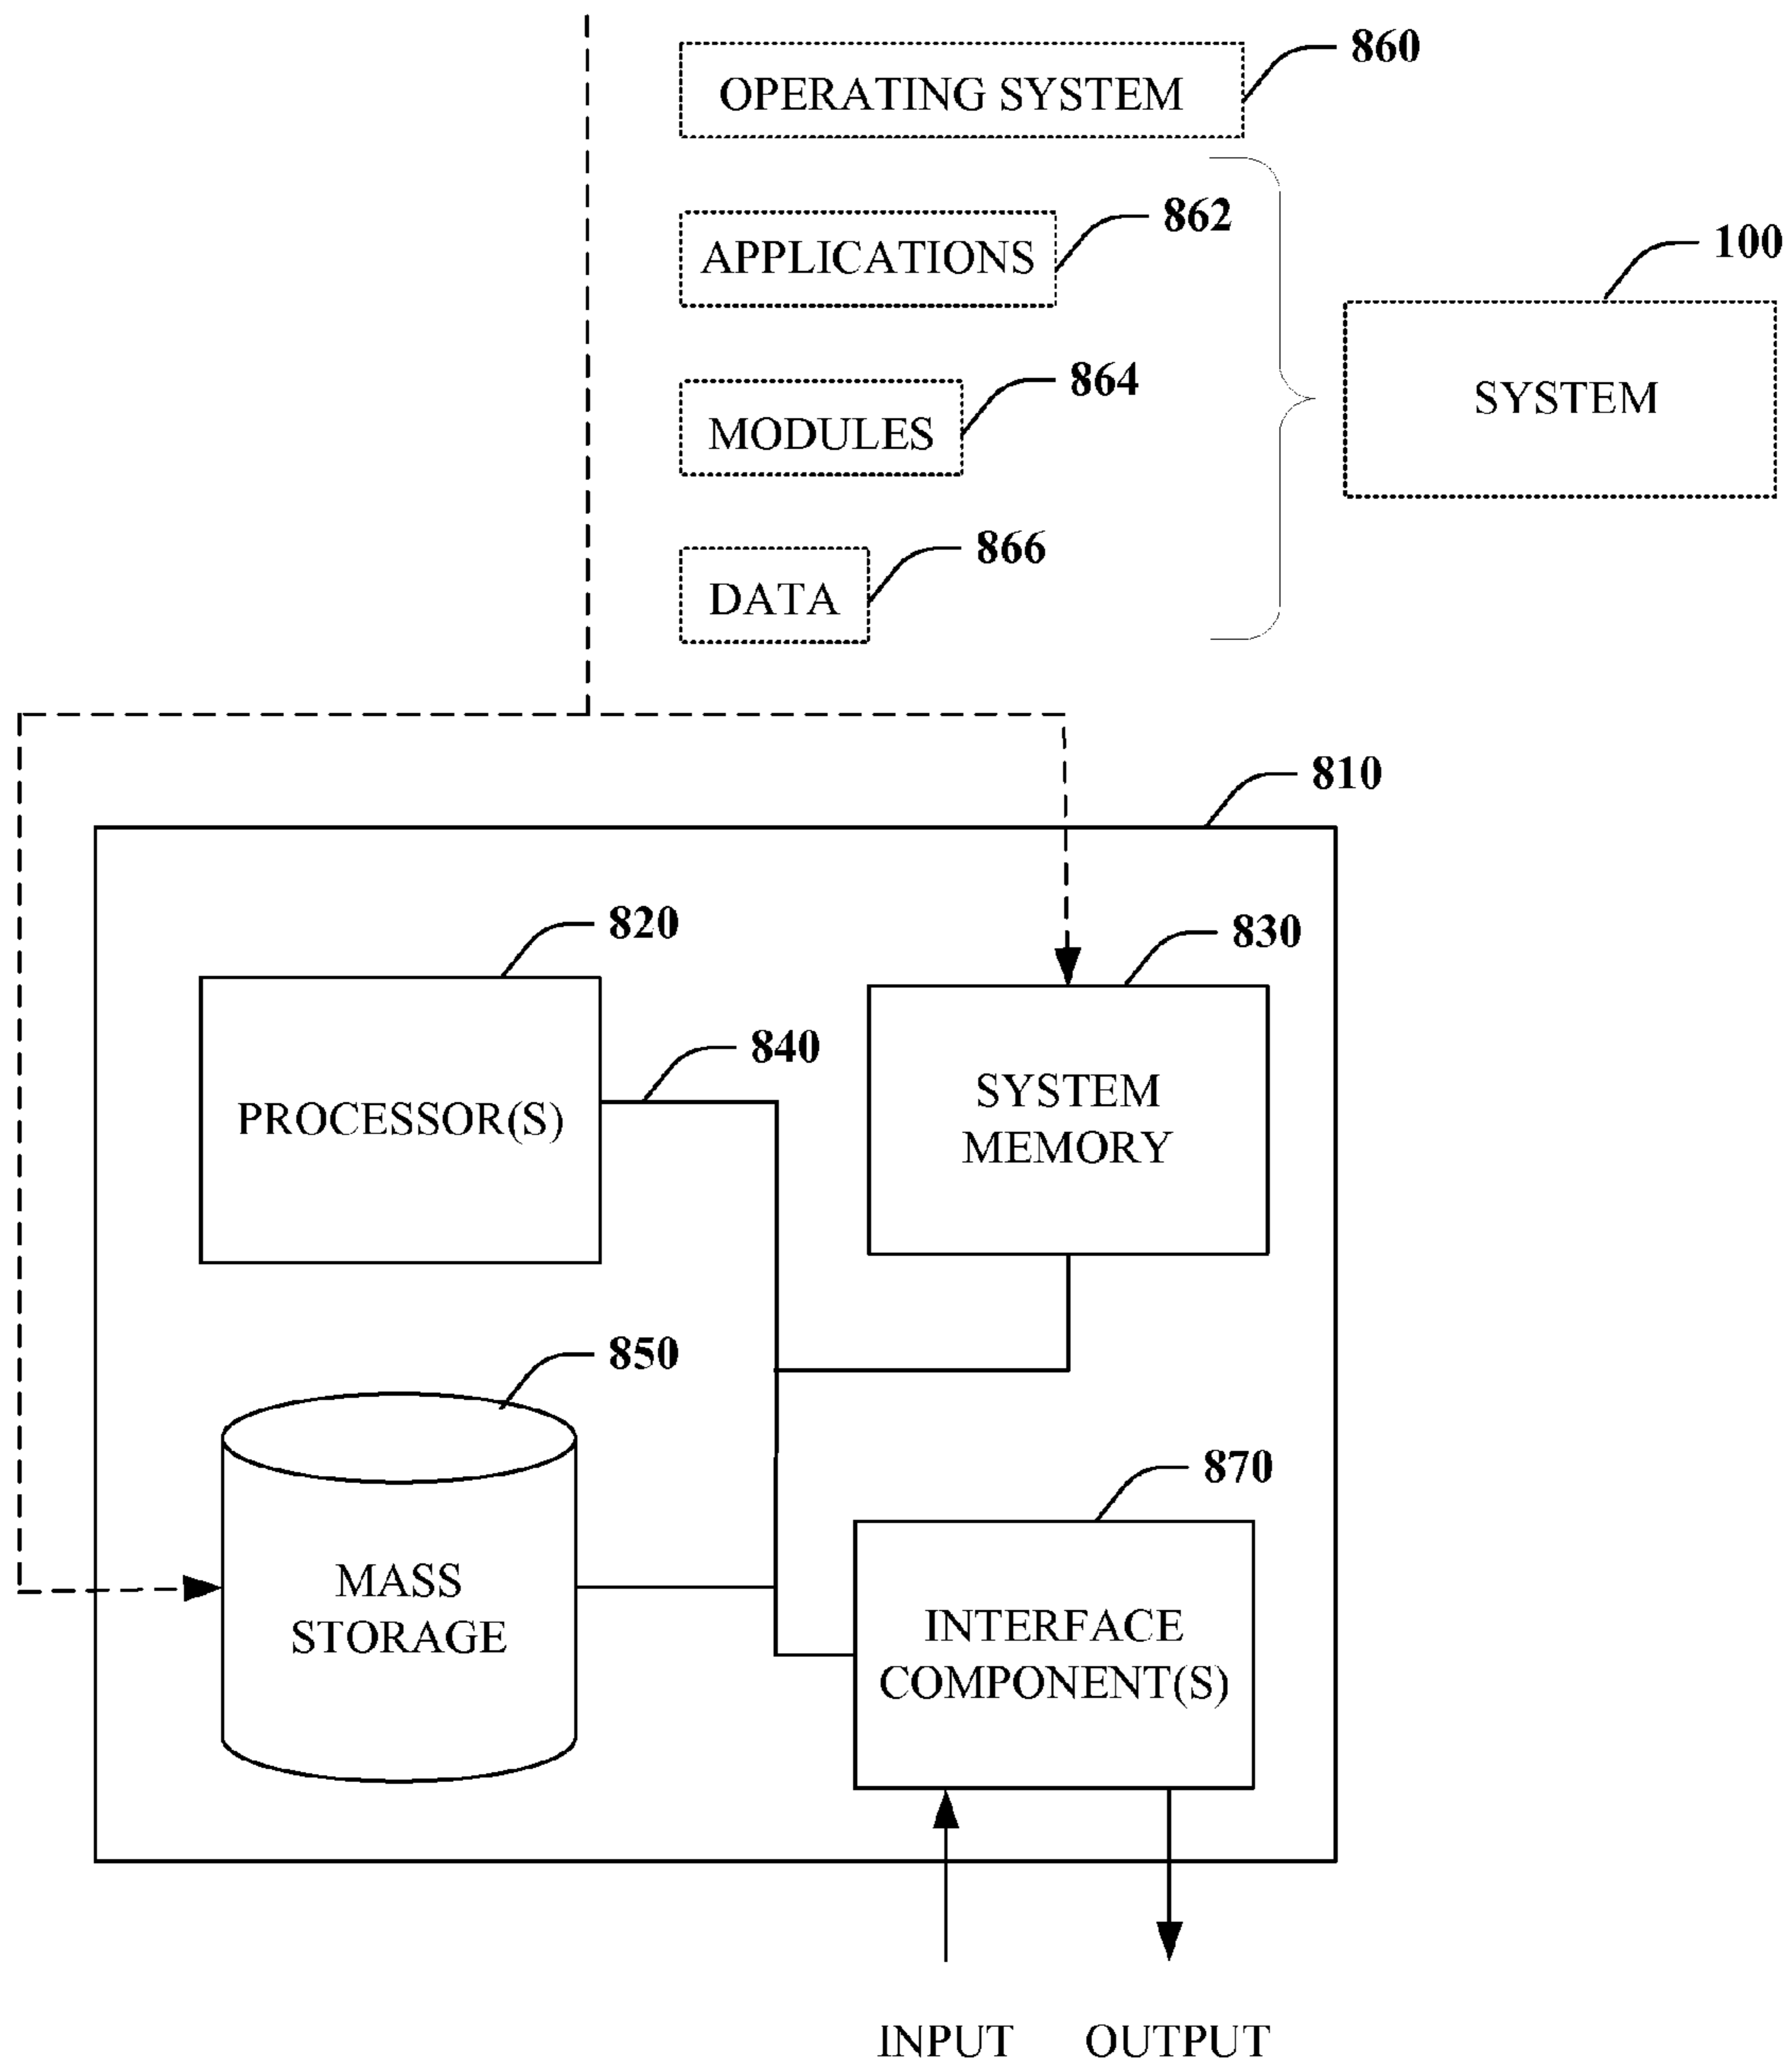 860
OPERATING SYSTEM
862
APPLICATIONS
100
SYSTEM
864
MODULES
866
DATA
810
820
830
PROCESSOR(S)
840
SYSTEM
MEMORY
850
MASS
STORAGE
870
INTERFACE
COMPONENT(S)
INPUT
OUTPUT